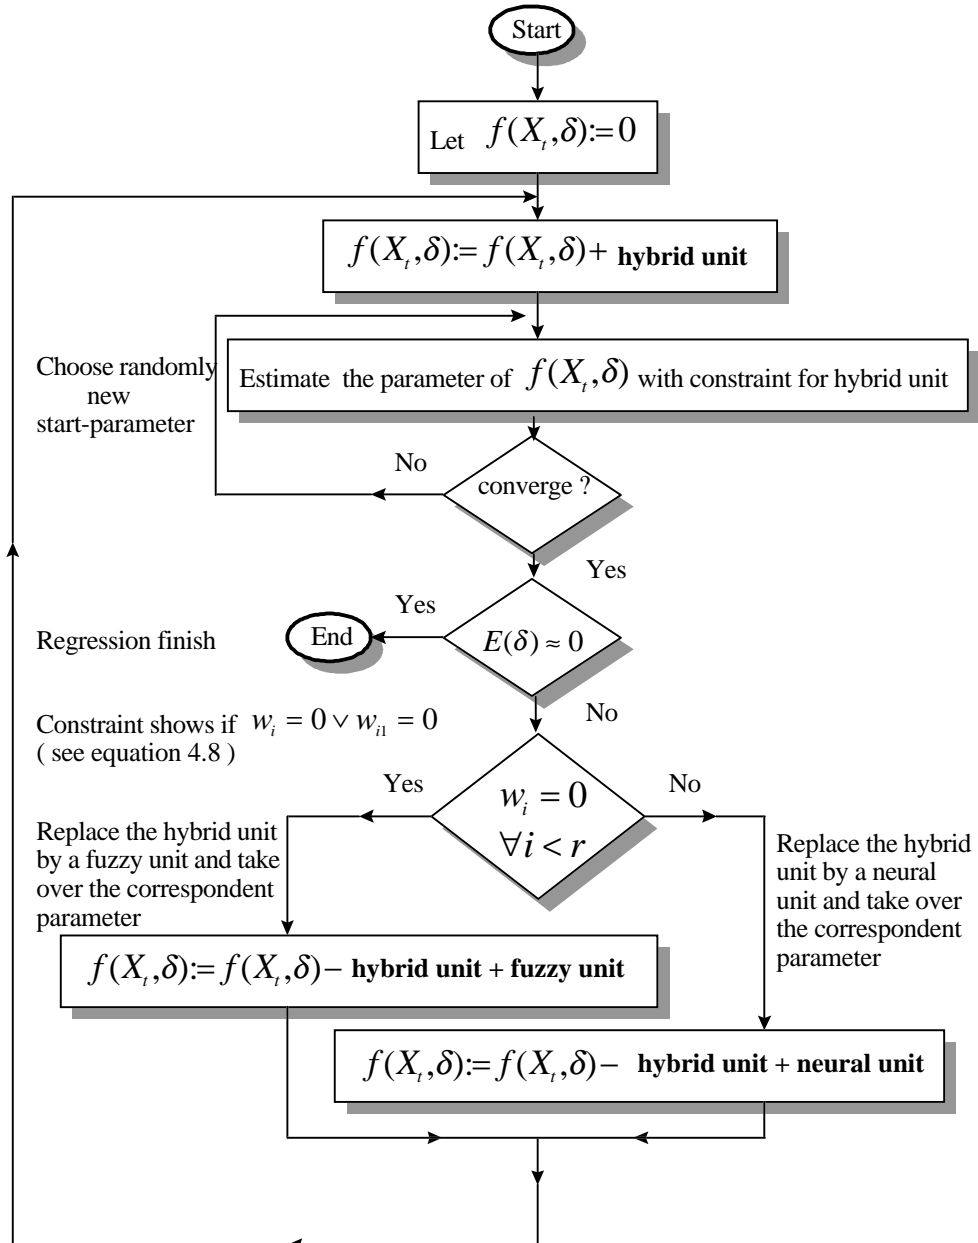 Start
Let f(X_t,δ):=0
f(X_t,δ):= f(X_t,δ)+ hybrid unit
Choose randomly
new
start-parameter
Estimate the parameter of f(X_t,δ) with constraint for hybrid unit
No
converge ?
Yes
Yes
Regression finish
End
E(δ) ≈ 0
No
Constraint shows if w_i = 0 ∨ w_i1 = 0
( see equation 4.8 )
Yes
w_i = 0
∀i < r
No
Replace the hybrid unit
by a fuzzy unit and take
over the correspondent
parameter
Replace the hybrid
unit by a neural
unit and take over
the correspondent
parameter
f(X_t,δ):= f(X_t,δ)− hybrid unit + fuzzy unit
f(X_t,δ):= f(X_t,δ)− hybrid unit + neural unit